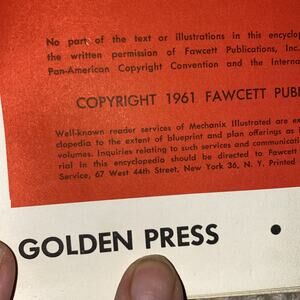 No part of the text or illustrations in this encyclop
the written permission of Fawcett Publications, Inc.
Pan-American Copyright Convention and the Interna
COPYRIGHT 1961 FAWCETT PUBL
Well-known reader services of Mechanix Illustrated are ex
clopedia to the extent of blueprint and plan offerings as
volumes. Inquiries relating to such services and communicati
rial in this encyclopedia should be directed to Fawcett
Service, 67 West 44th Street, New York 36, N. Y. Printed
GOLDEN PRESS •